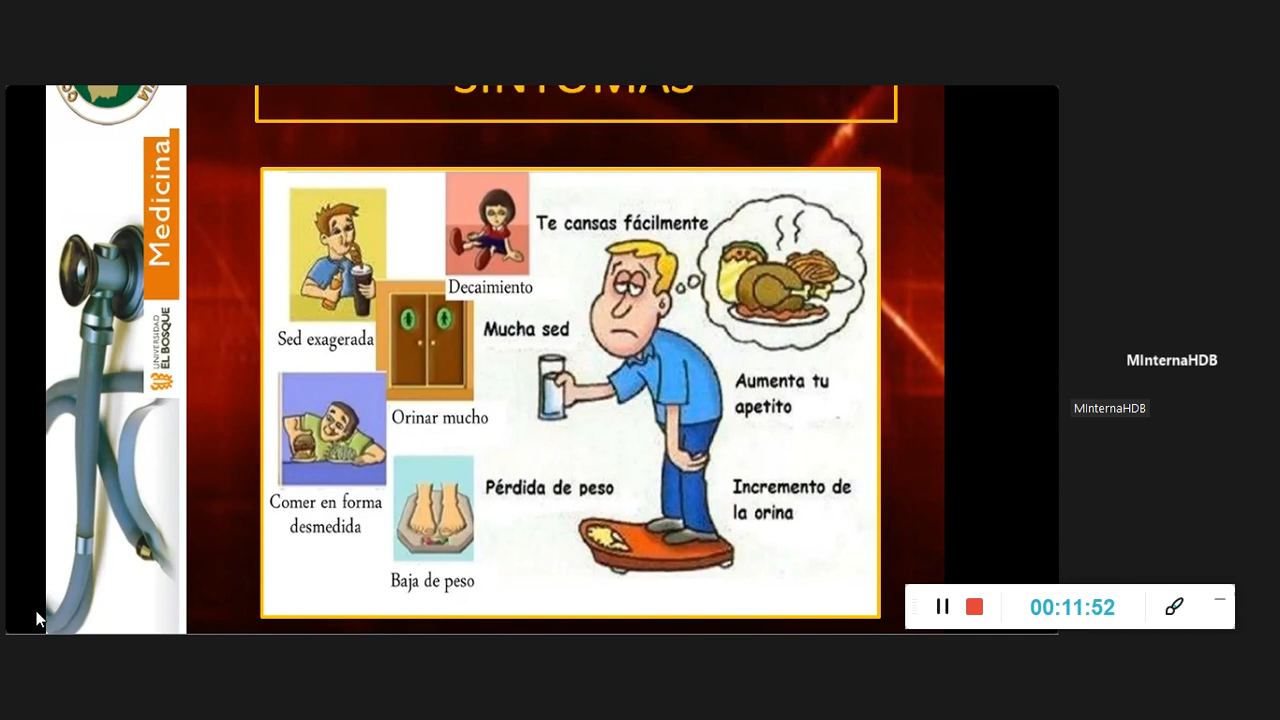 SÍNTOMAS
Medicina
UNIVERSIDAD
EL BOSQUE
Te cansas fácilmente
Decaimiento
Sed exagerada
Mucha sed
Orinar mucho
Aumenta tu
apetito
Comer en forma
desmedida
Pérdida de peso
Incremento de
la orina
Baja de peso
MInternaHDB
MInternaHDB
00:11:52